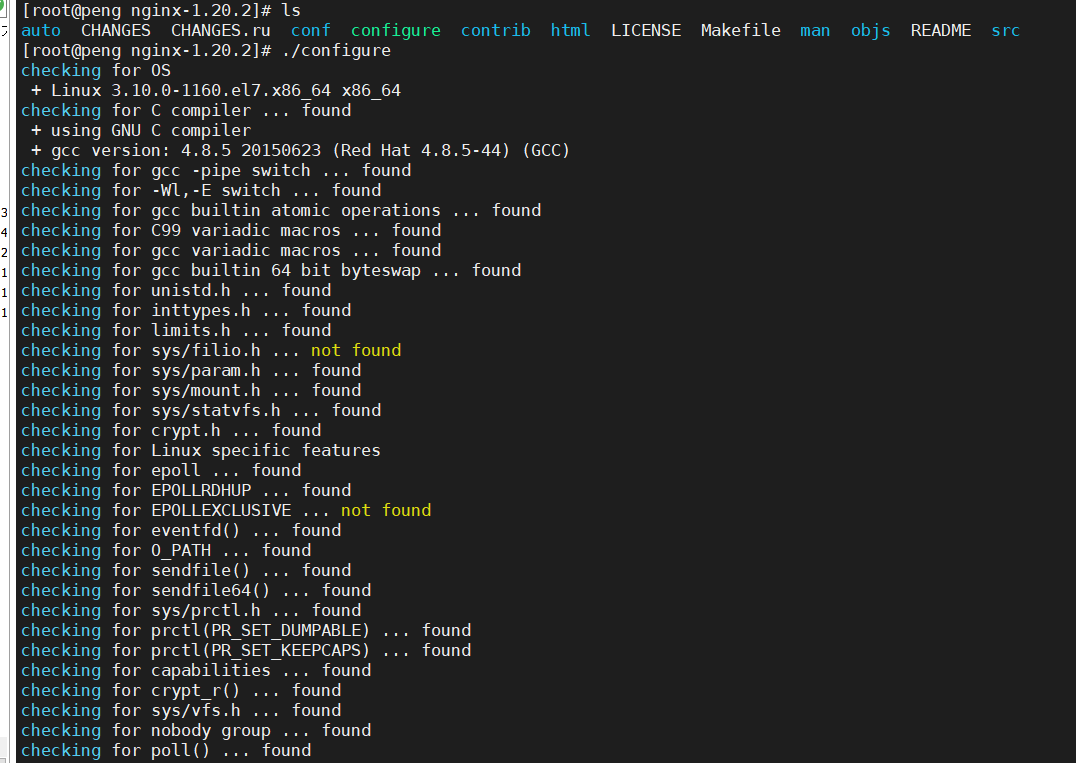 [root@peng nginx-1.20.2]# ls
auto  CHANGES  CHANGES.ru  conf  configure  contrib  html  LICENSE  Makefile  man  objs  README  src
[root@peng nginx-1.20.2]# ./configure
checking for OS
 + Linux 3.10.0-1160.el7.x86_64 x86_64
checking for C compiler ... found
 + using GNU C compiler
 + gcc version: 4.8.5 20150623 (Red Hat 4.8.5-44) (GCC)
checking for gcc -pipe switch ... found
checking for -Wl,-E switch ... found
3 checking for gcc builtin atomic operations ... found
4 checking for C99 variadic macros ... found
2 checking for gcc variadic macros ... found
1 checking for gcc builtin 64 bit byteswap ... found
1 checking for unistd.h ... found
1 checking for inttypes.h ... found
checking for limits.h ... found
checking for sys/filio.h ... not found
checking for sys/param.h ... found
checking for sys/mount.h ... found
checking for sys/statvfs.h ... found
checking for crypt.h ... found
checking for Linux specific features
checking for epoll ... found
checking for EPOLLRDHUP ... found
checking for EPOLLEXCLUSIVE ... not found
checking for eventfd() ... found
checking for O_PATH ... found
checking for sendfile() ... found
checking for sendfile64() ... found
checking for sys/prctl.h ... found
checking for prctl(PR_SET_DUMPABLE) ... found
checking for prctl(PR_SET_KEEPCAPS) ... found
checking for capabilities ... found
checking for crypt_r() ... found
checking for sys/vfs.h ... found
checking for nobody group ... found
checking for poll() ... found